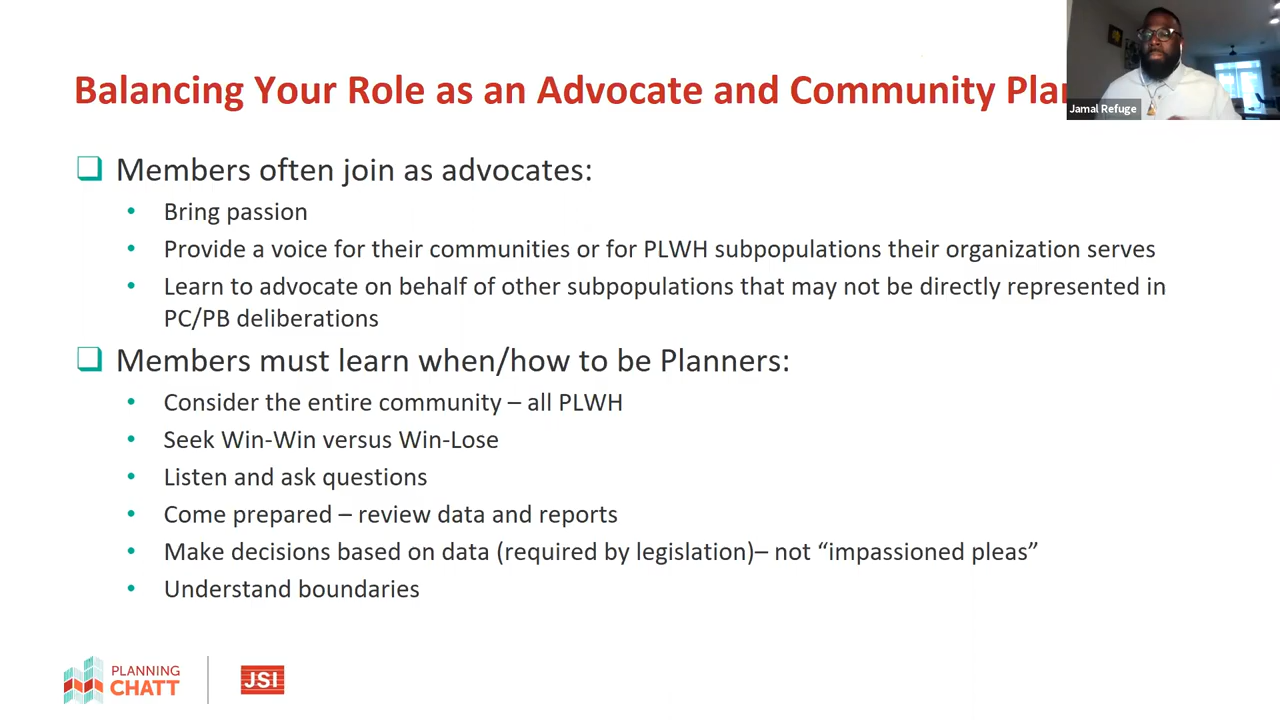 Balancing Your Role as an Advocate and Community Pla
Jamal Refuge
❑ Members often join as advocates:
• Bring passion
• Provide a voice for their communities or for PLWH subpopulations their organization serves
• Learn to advocate on behalf of other subpopulations that may not be directly represented in
PC/PB deliberations
❑ Members must learn when/how to be Planners:
• Consider the entire community – all PLWH
• Seek Win-Win versus Win-Lose
• Listen and ask questions
• Come prepared – review data and reports
• Make decisions based on data (required by legislation)– not “impassioned pleas”
• Understand boundaries
PLANNING
CHATT
JSI